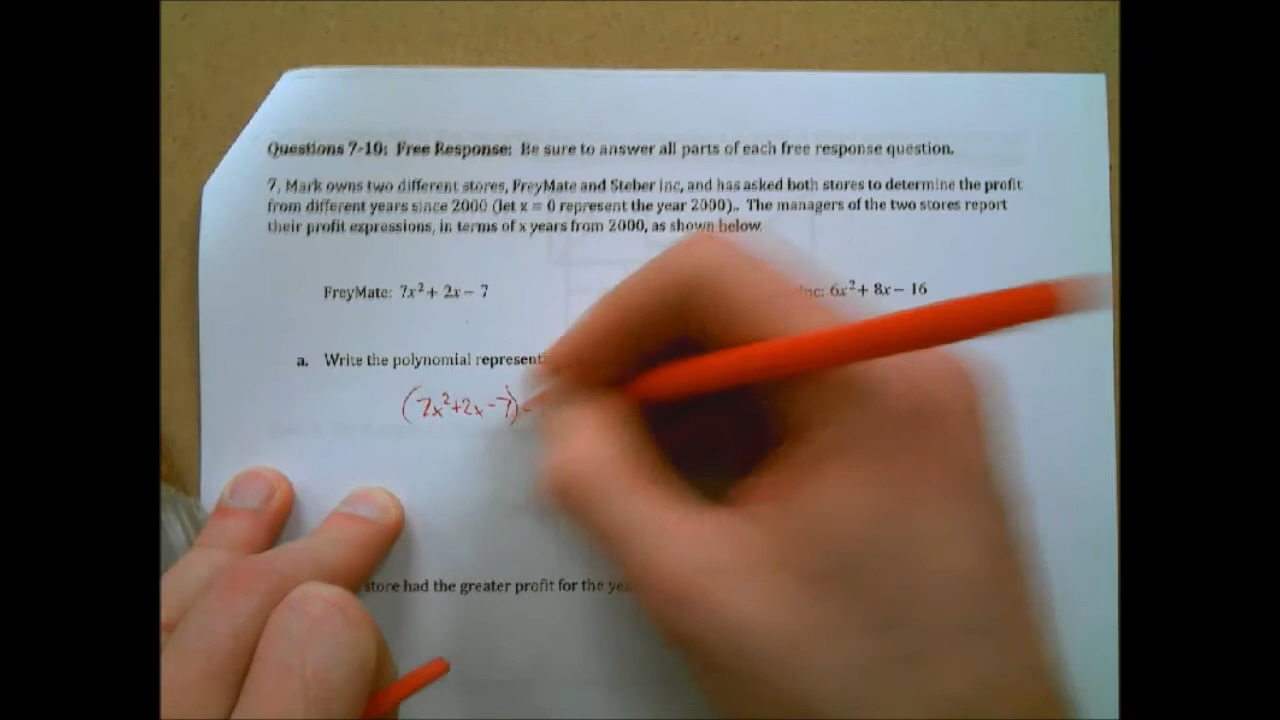 Questions 7-10: Free Response: Be sure to answer all parts of each free response question.
7. Mark owns two different stores, FreyMate and Steber Inc, and has asked both stores to determine the profit
from different years since 2000 (let x = 0 represent the year 2000).. The managers of the two stores report
their profit expressions, in terms of x years from 2000, as shown below.
FreyMate: 7x² + 2x – 7 6x² + 8x – 16
a. Write the polynomial
(7x²+2x-7)-
store had the greater profit for the